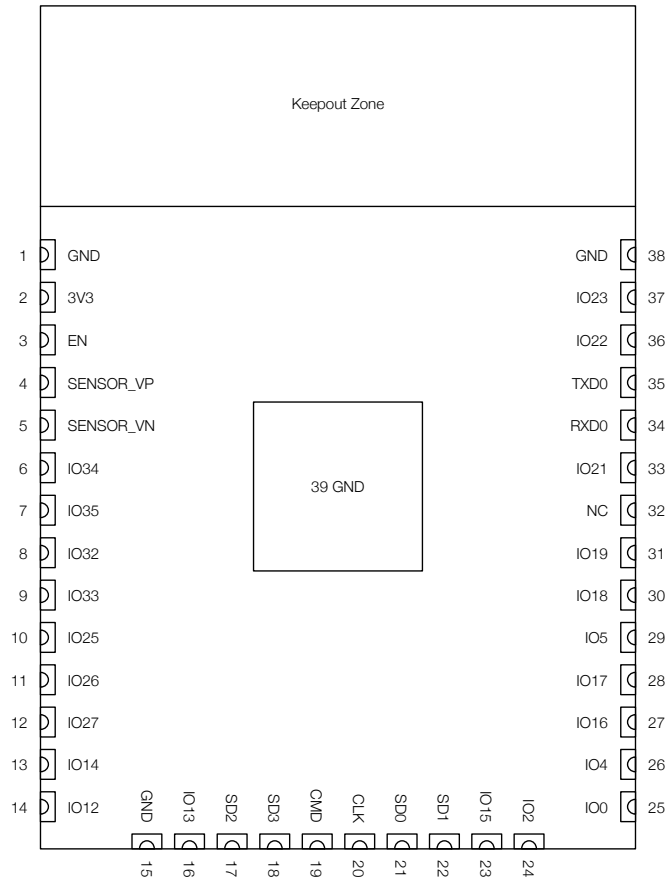 Keepout Zone
1 GND
2 3V3
3 EN
4 SENSOR_VP
5 SENSOR_VN
6 IO34
7 IO35
8 IO32
9 IO33
10 IO25
11 IO26
12 IO27
13 IO14
14 IO12
39 GND
GND 15
IO13 16
SD2 17
SD3 18
CMD 19
CLK 20
SD0 21
SD1 22
IO15 23
IO2 24
GND 38
IO23 37
IO22 36
TXD0 35
RXD0 34
IO21 33
NC 32
IO19 31
IO18 30
IO5 29
IO17 28
IO16 27
IO4 26
IO0 25